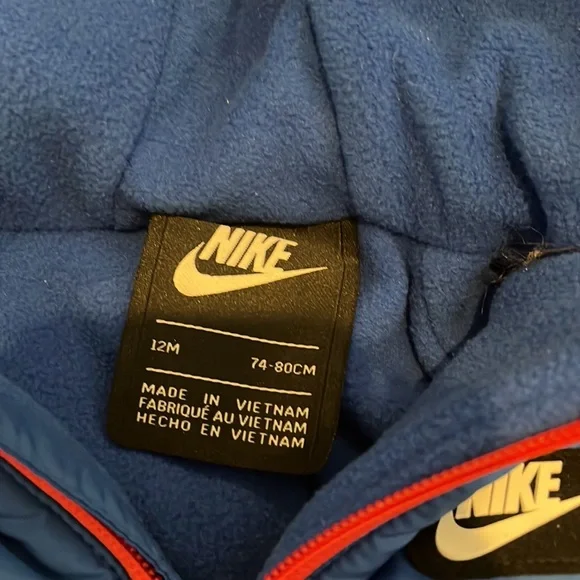 NIKE
12M 74-80CM
MADE IN VIETNAM
FABRIQUÉ AU VIETNAM
HECHO EN VIETNAM
NIKE